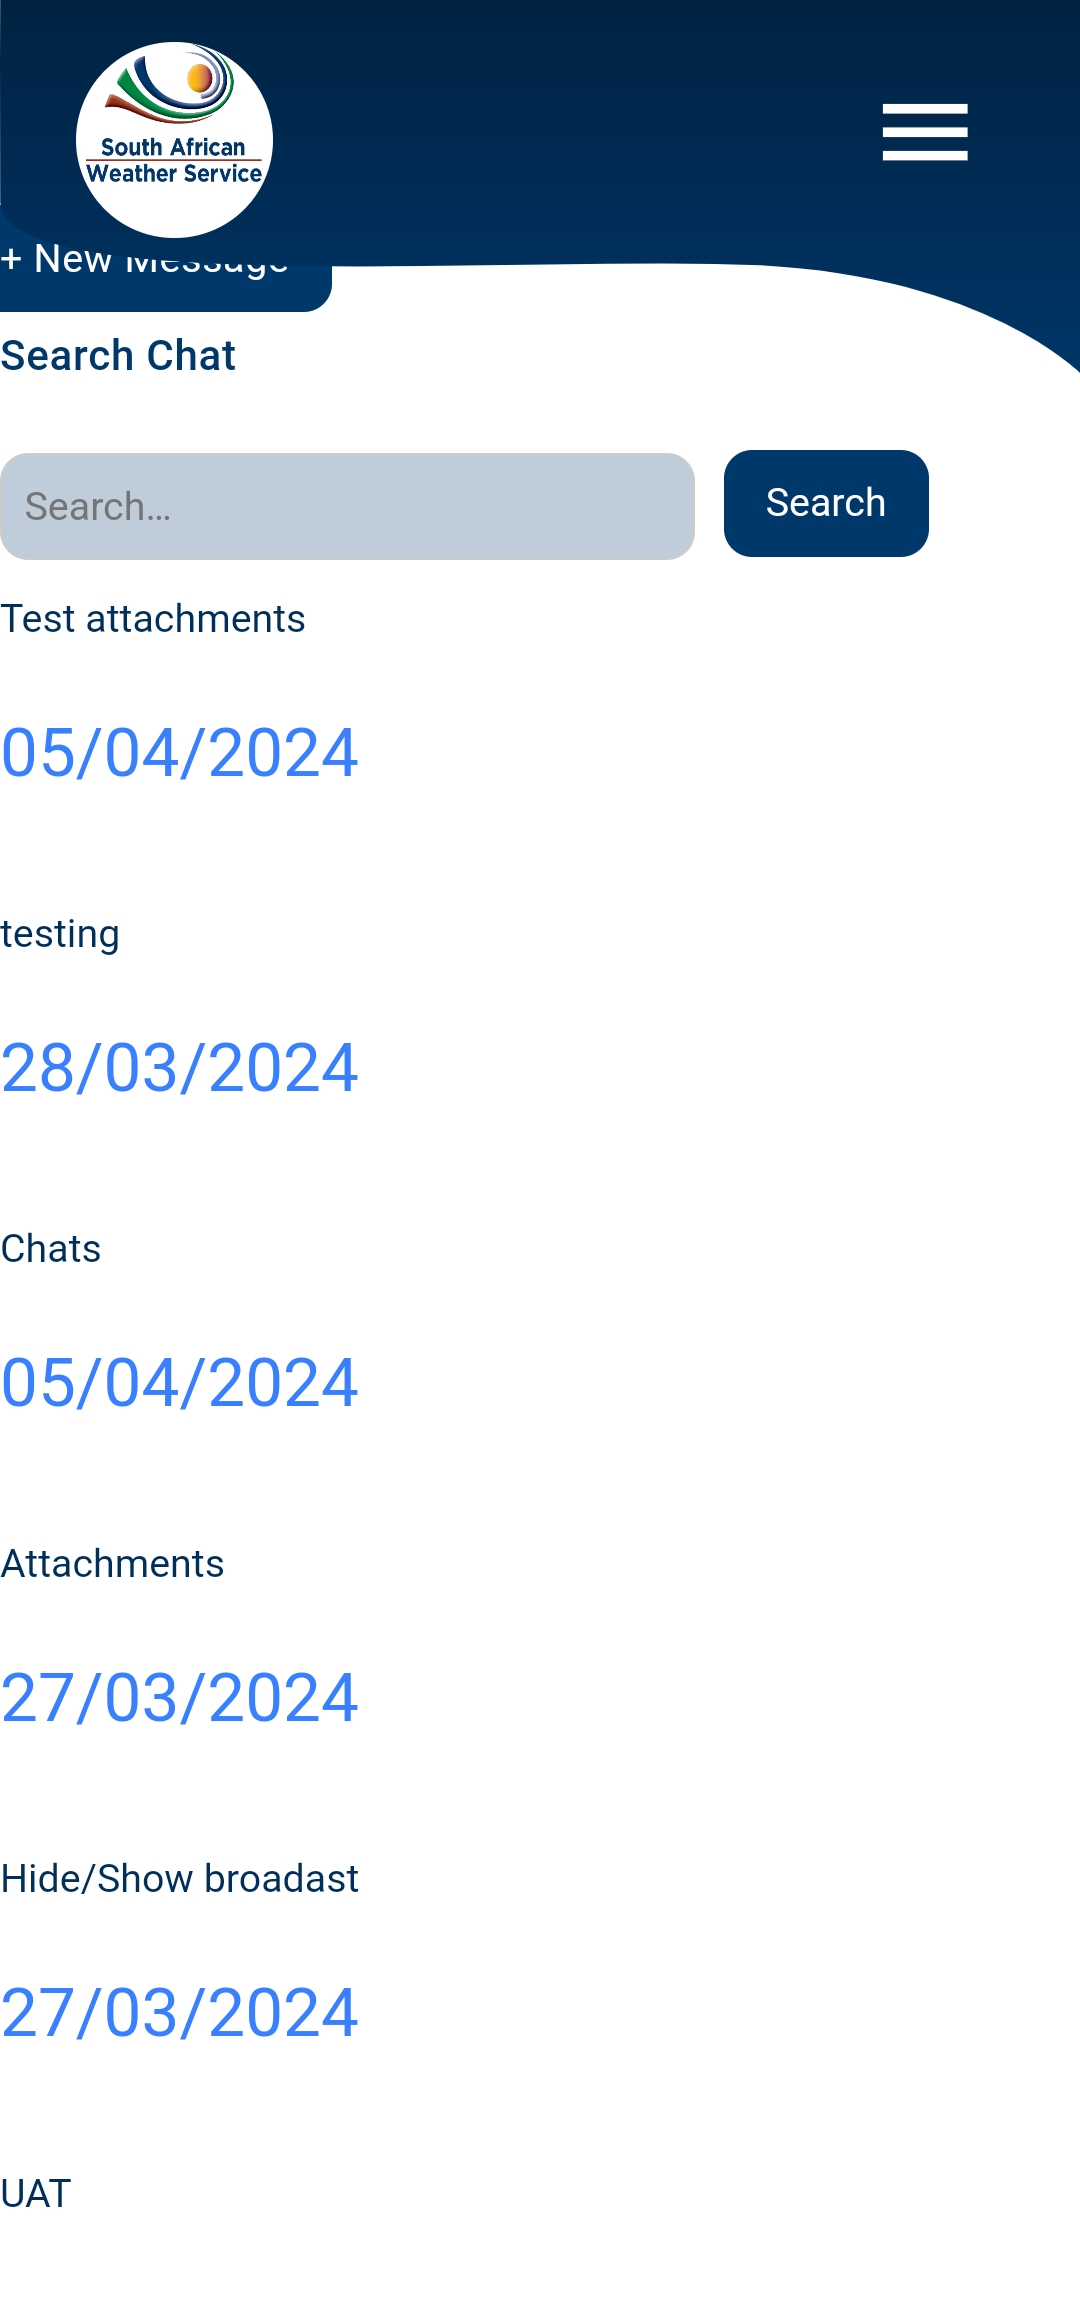 South African
Weather Service
+ New Message
Search Chat
Search...
Search
Test attachments
05/04/2024
testing
28/03/2024
Chats
05/04/2024
Attachments
27/03/2024
Hide/Show broadast
27/03/2024
UAT